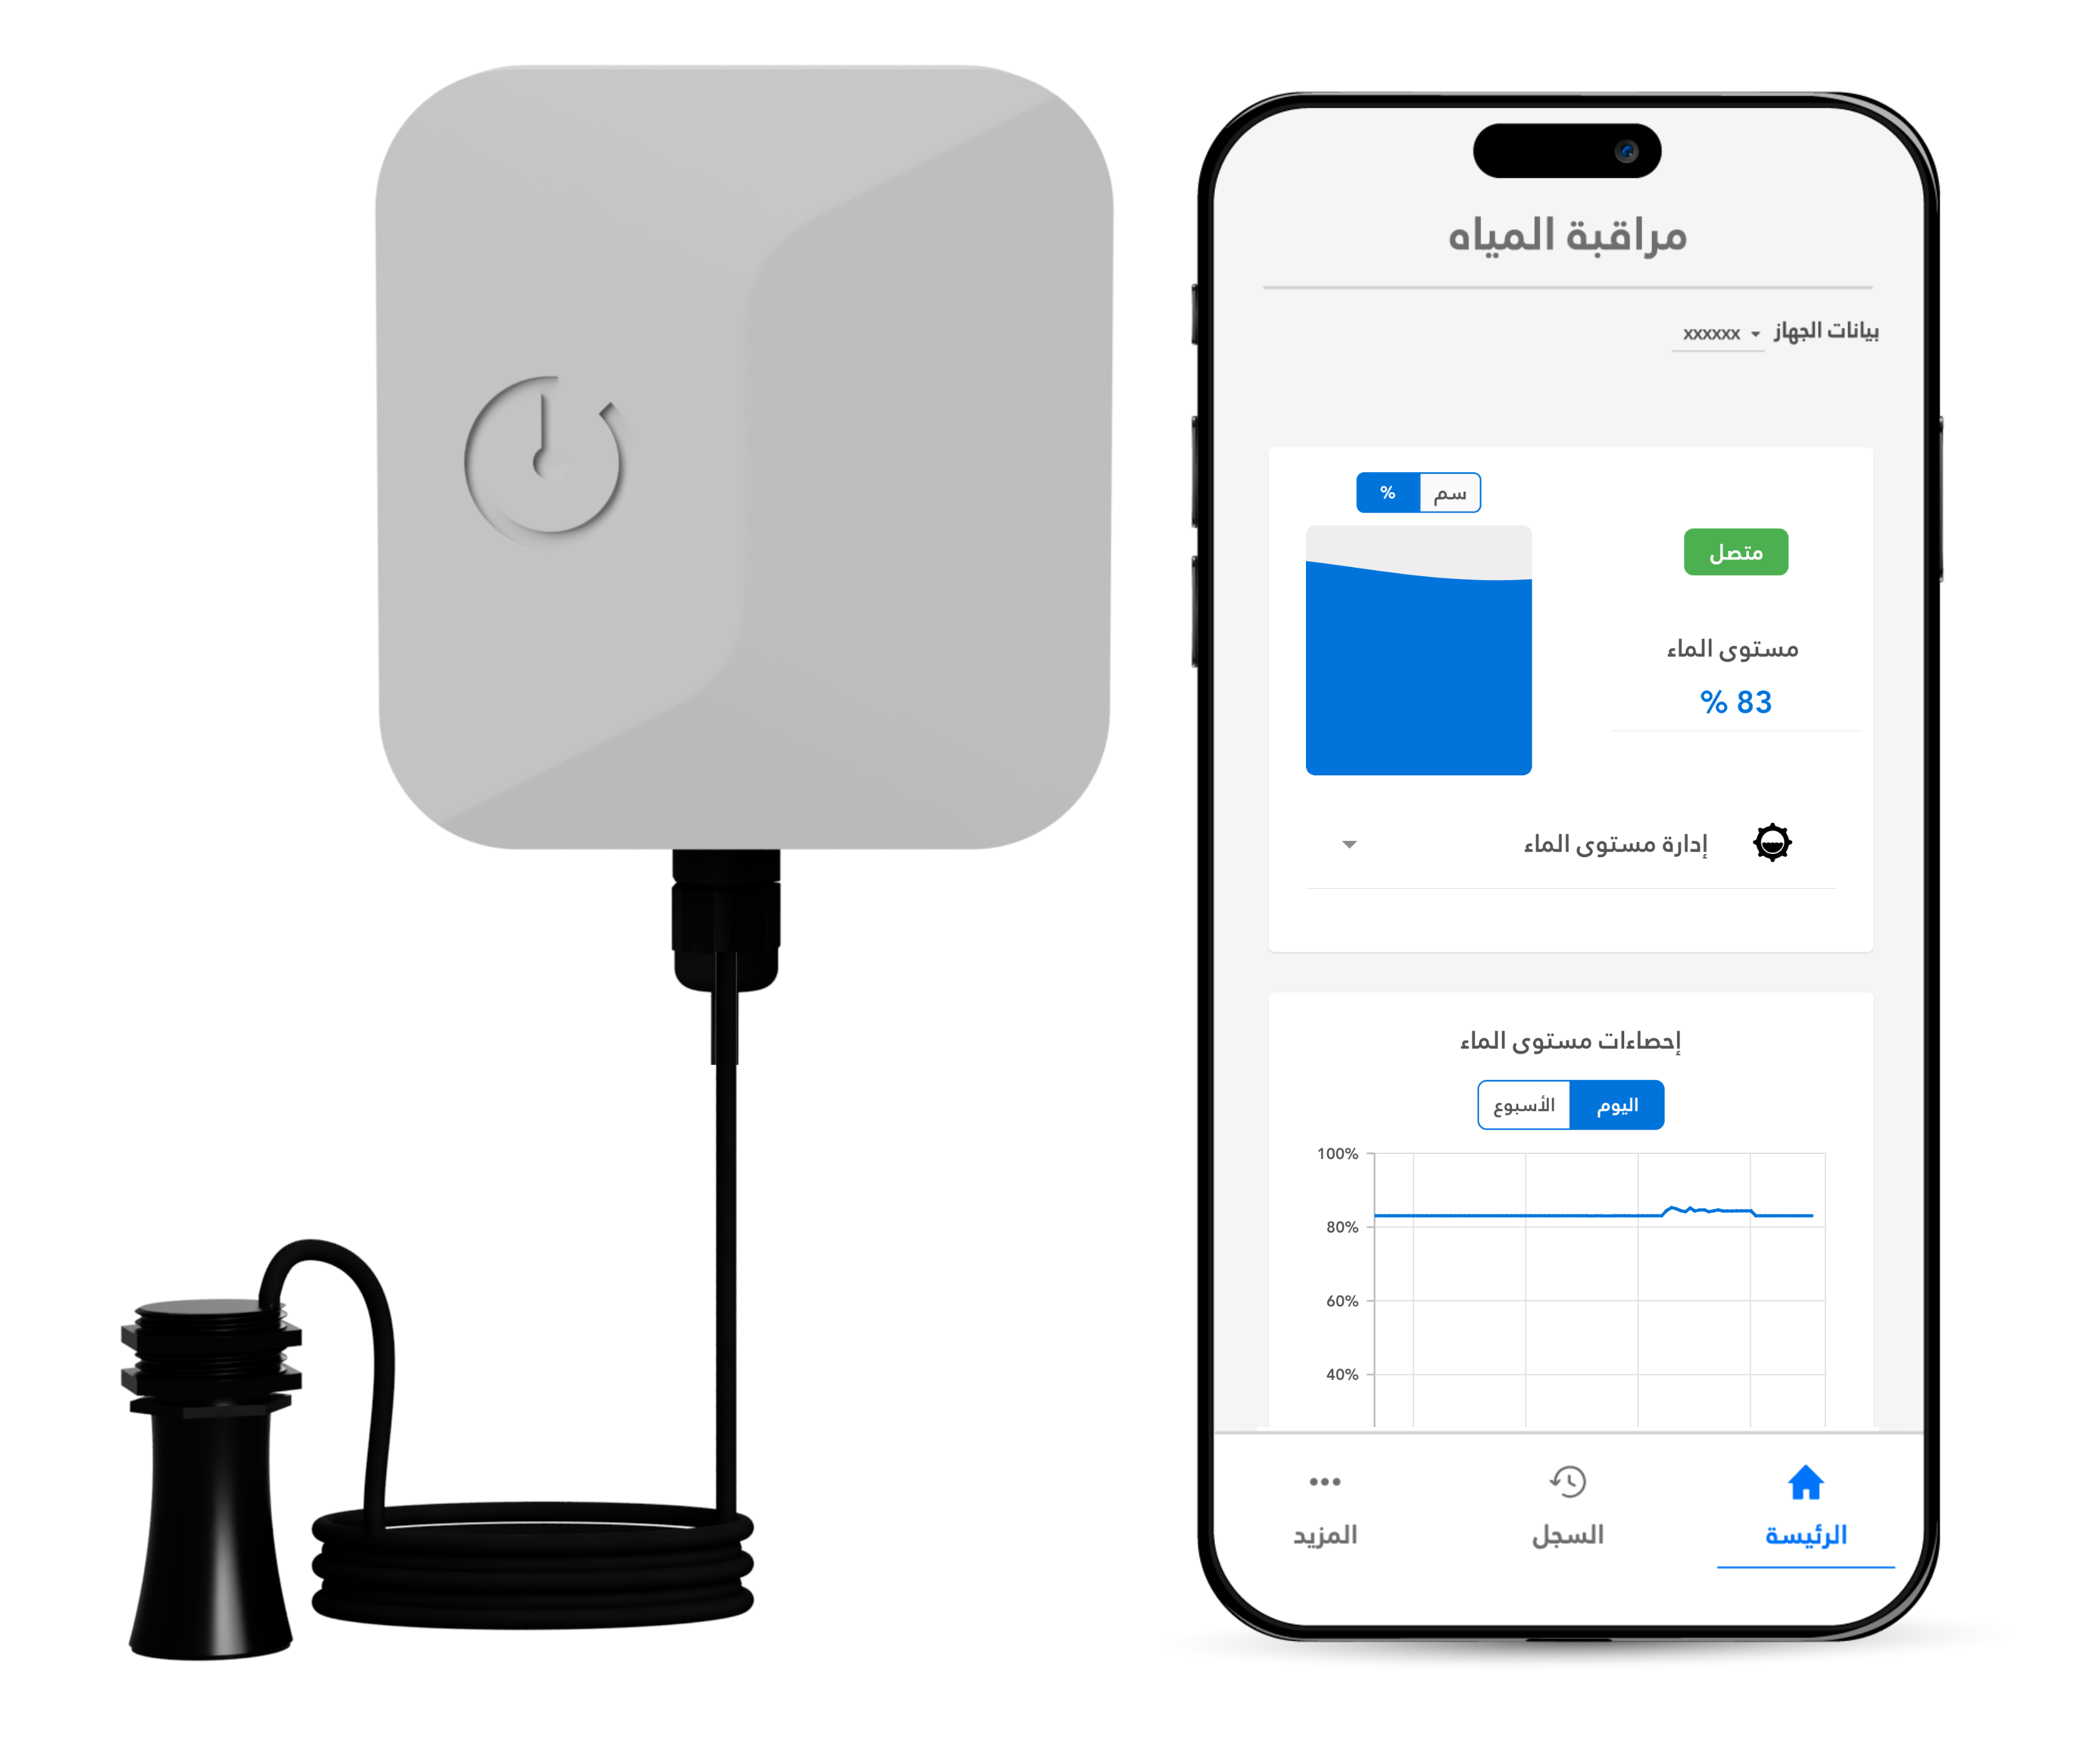 مراقبة المياه
بيانات الجهاز xxxxxx
سم %
متصل
مستوى الماء
83 %
إدارة مستوى الماء
إحصاءات مستوى الماء
اليوم الأسبوع
100%
80%
60%
40%
الرئيسة السجل المزيد